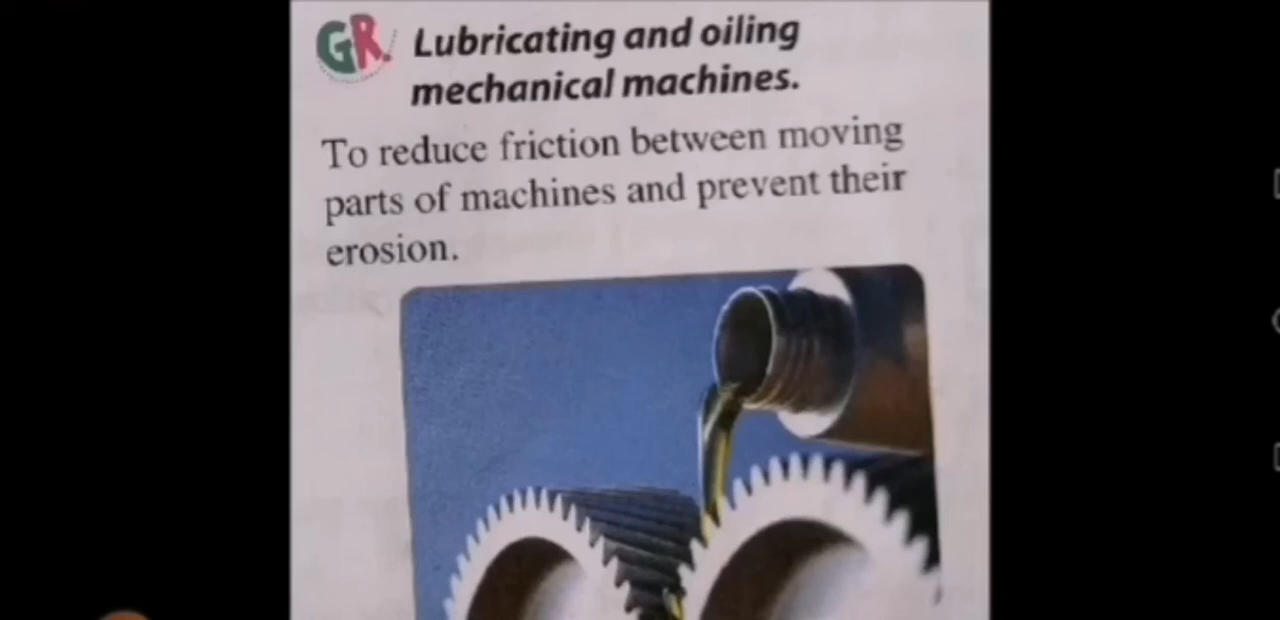 GR. Lubricating and oiling
mechanical machines.
To reduce friction between moving
parts of machines and prevent their
erosion.